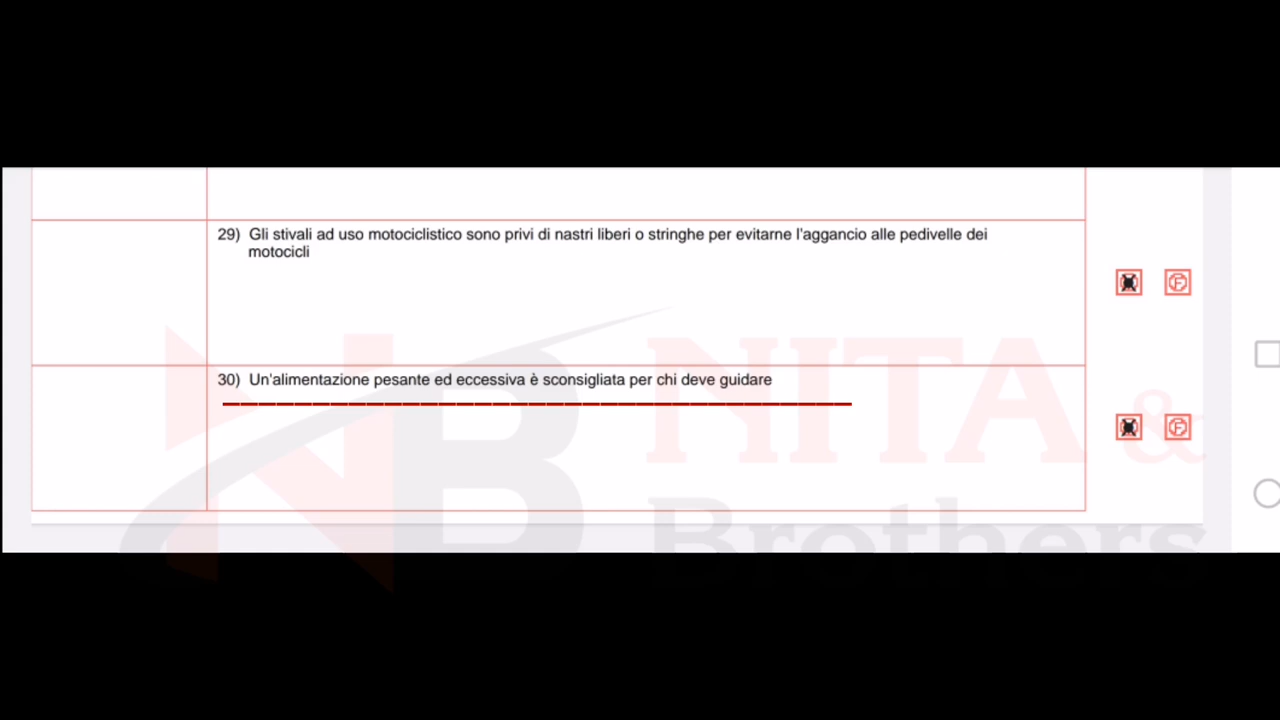 29) Gli stivali ad uso motociclistico sono privi di nastri liberi o stringhe per evitarne l'aggancio alle pedivelle dei
motocicli
F
30) Un'alimentazione pesante ed eccessiva è sconsigliata per chi deve guidare
F
NB NITA &
Brothers